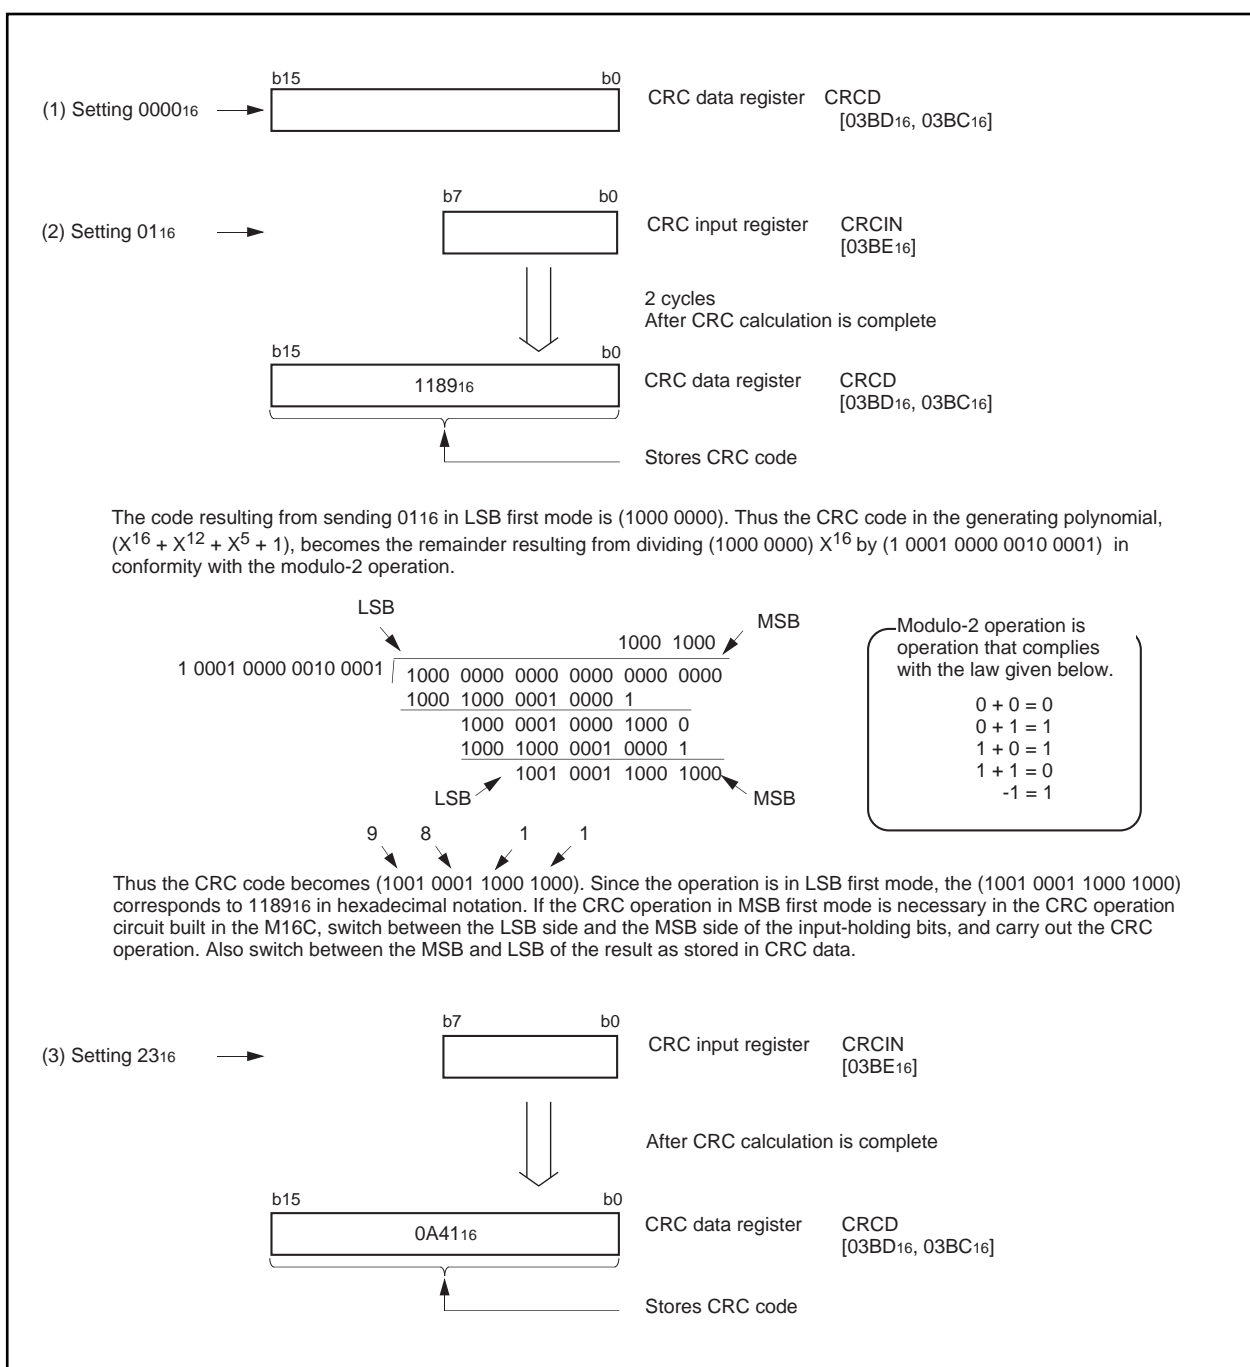 b15 b0
(1) Setting 000016
CRC data register CRCD
[03BD16, 03BC16]
b7 b0
(2) Setting 0116
CRC input register CRCIN
[03BE16]
2 cycles
After CRC calculation is complete
b15 b0
118916
CRC data register CRCD
[03BD16, 03BC16]
Stores CRC code
The code resulting from sending 0116 in LSB first mode is (1000 0000). Thus the CRC code in the generating polynomial,
(X16 + X12 + X5 + 1), becomes the remainder resulting from dividing (1000 0000) X16 by (1 0001 0000 0010 0001) in
conformity with the modulo-2 operation.
LSB
MSB
1000 1000
1 0001 0000 0010 0001
1000 0000 0000 0000 0000 0000
1000 1000 0001 0000 1
1000 0001 0000 1000 0
1000 1000 0001 0000 1
1001 0001 1000 1000
LSB
MSB
Modulo-2 operation is
operation that complies
with the law given below.
0 + 0 = 0
0 + 1 = 1
1 + 0 = 1
1 + 1 = 0
-1 = 1
9 8 1 1
Thus the CRC code becomes (1001 0001 1000 1000). Since the operation is in LSB first mode, the (1001 0001 1000 1000)
corresponds to 118916 in hexadecimal notation. If the CRC operation in MSB first mode is necessary in the CRC operation
circuit built in the M16C, switch between the LSB side and the MSB side of the input-holding bits, and carry out the CRC
operation. Also switch between the MSB and LSB of the result as stored in CRC data.
b7 b0
(3) Setting 2316
CRC input register CRCIN
[03BE16]
After CRC calculation is complete
b15 b0
0A4116
CRC data register CRCD
[03BD16, 03BC16]
Stores CRC code